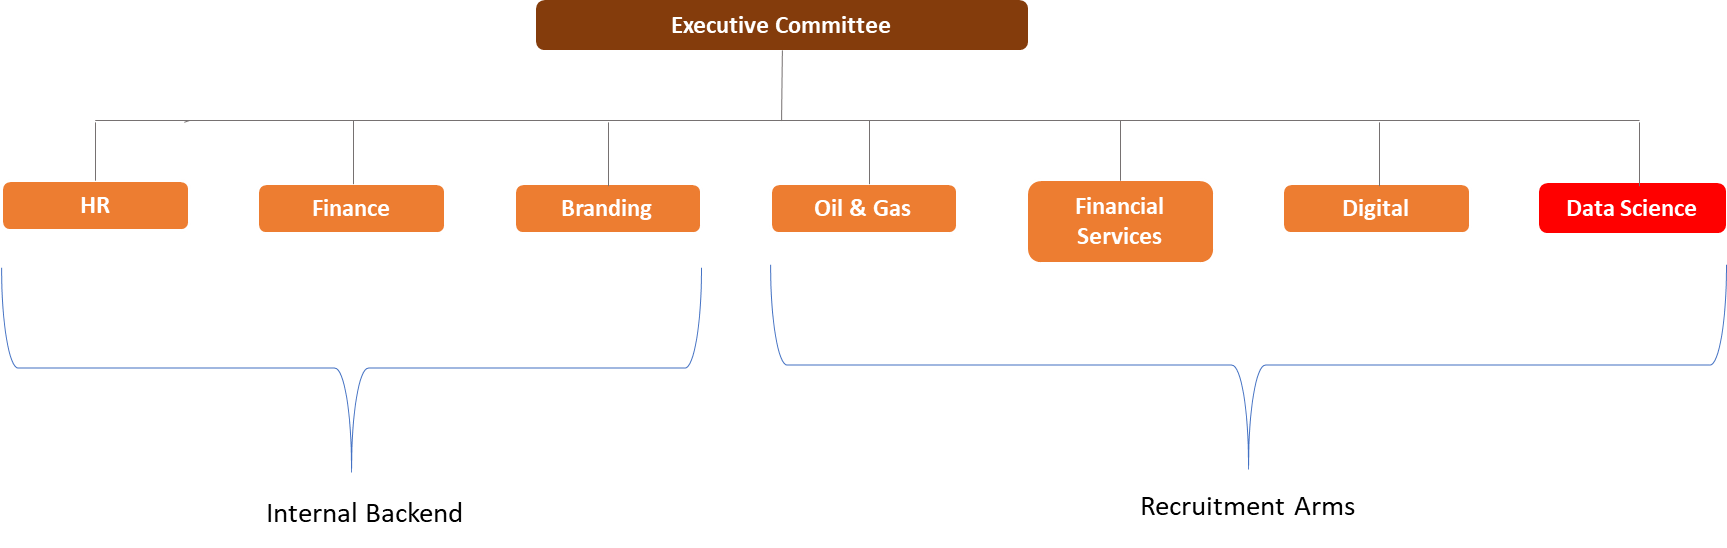 Executive Committee
HR
Finance
Branding
Oil & Gas
Financial
Services
Digital
Data Science
Internal Backend
Recruitment Arms